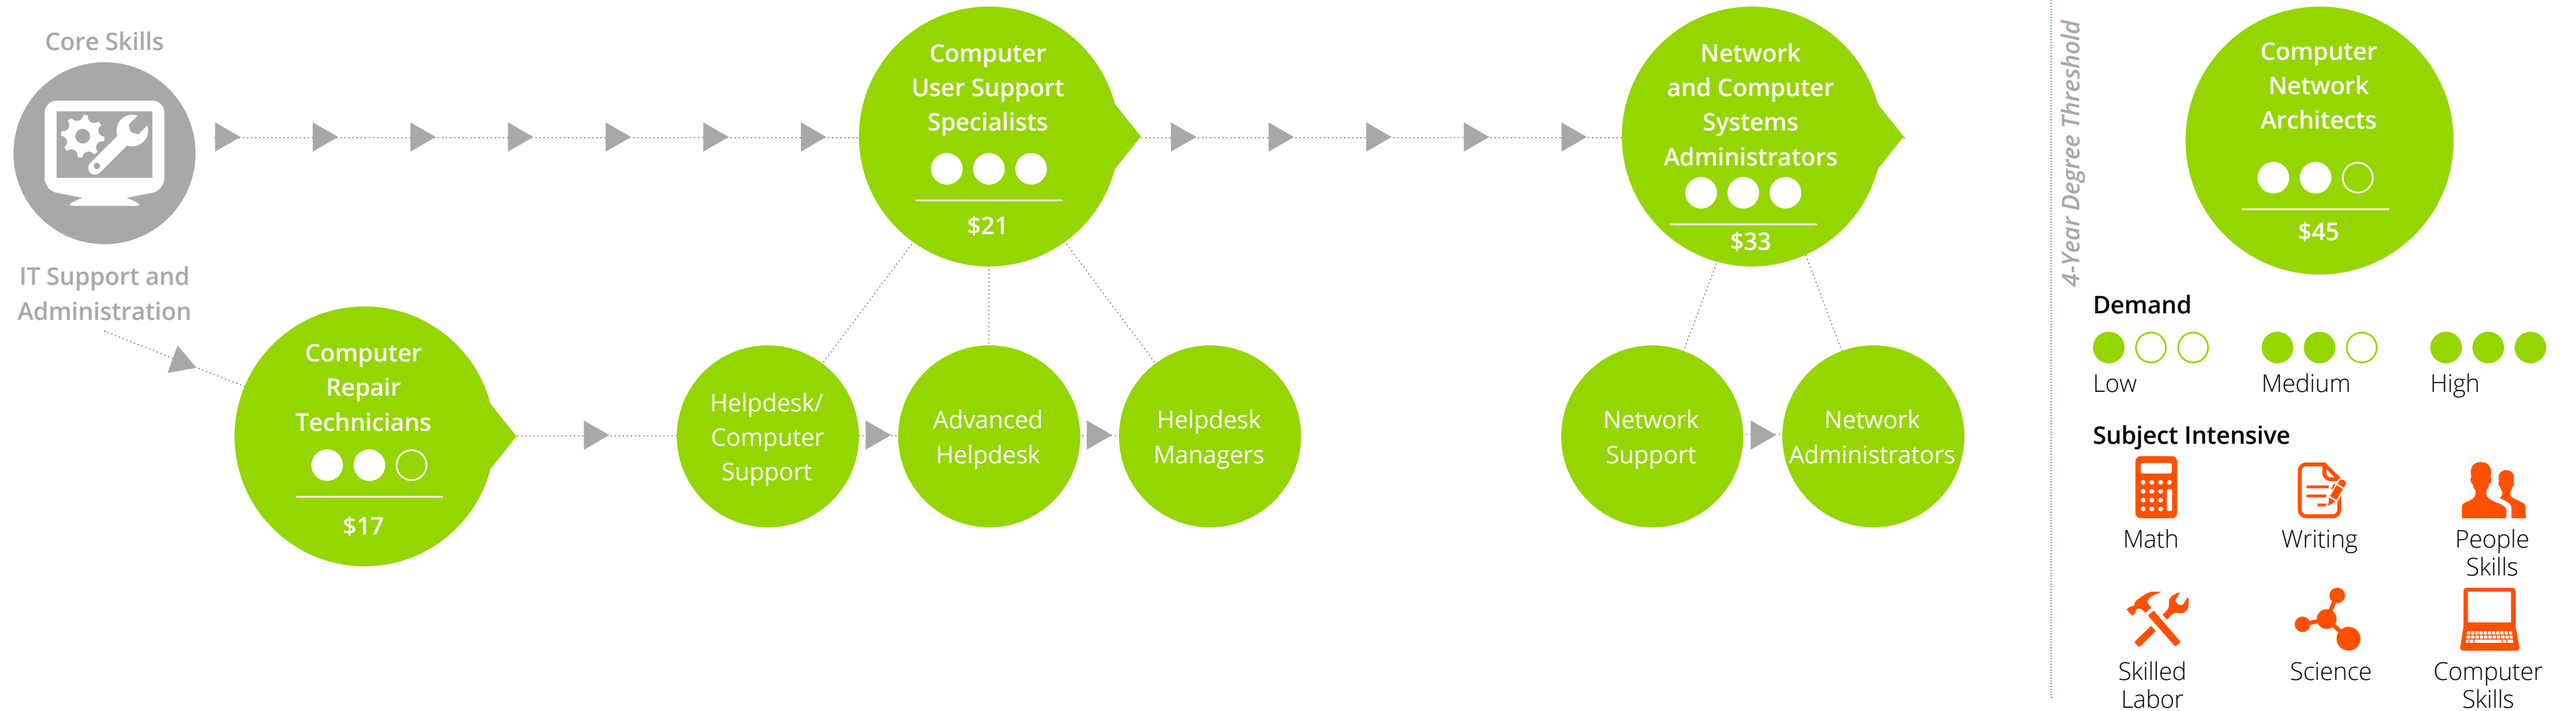 Core Skills
IT Support and
Administration
Computer
Repair
Technicians
$17
Computer
User Support
Specialists
$21
Helpdesk/
Computer
Support
Advanced
Helpdesk
Helpdesk
Managers
Network
and Computer
Systems
Administrators
$33
Network
Support
Network
Administrators
4-Year Degree Threshold
Computer
Network
Architects
$45
Demand
Low
Medium
High
Subject Intensive
Math
Writing
People
Skills
Skilled
Labor
Science
Computer
Skills